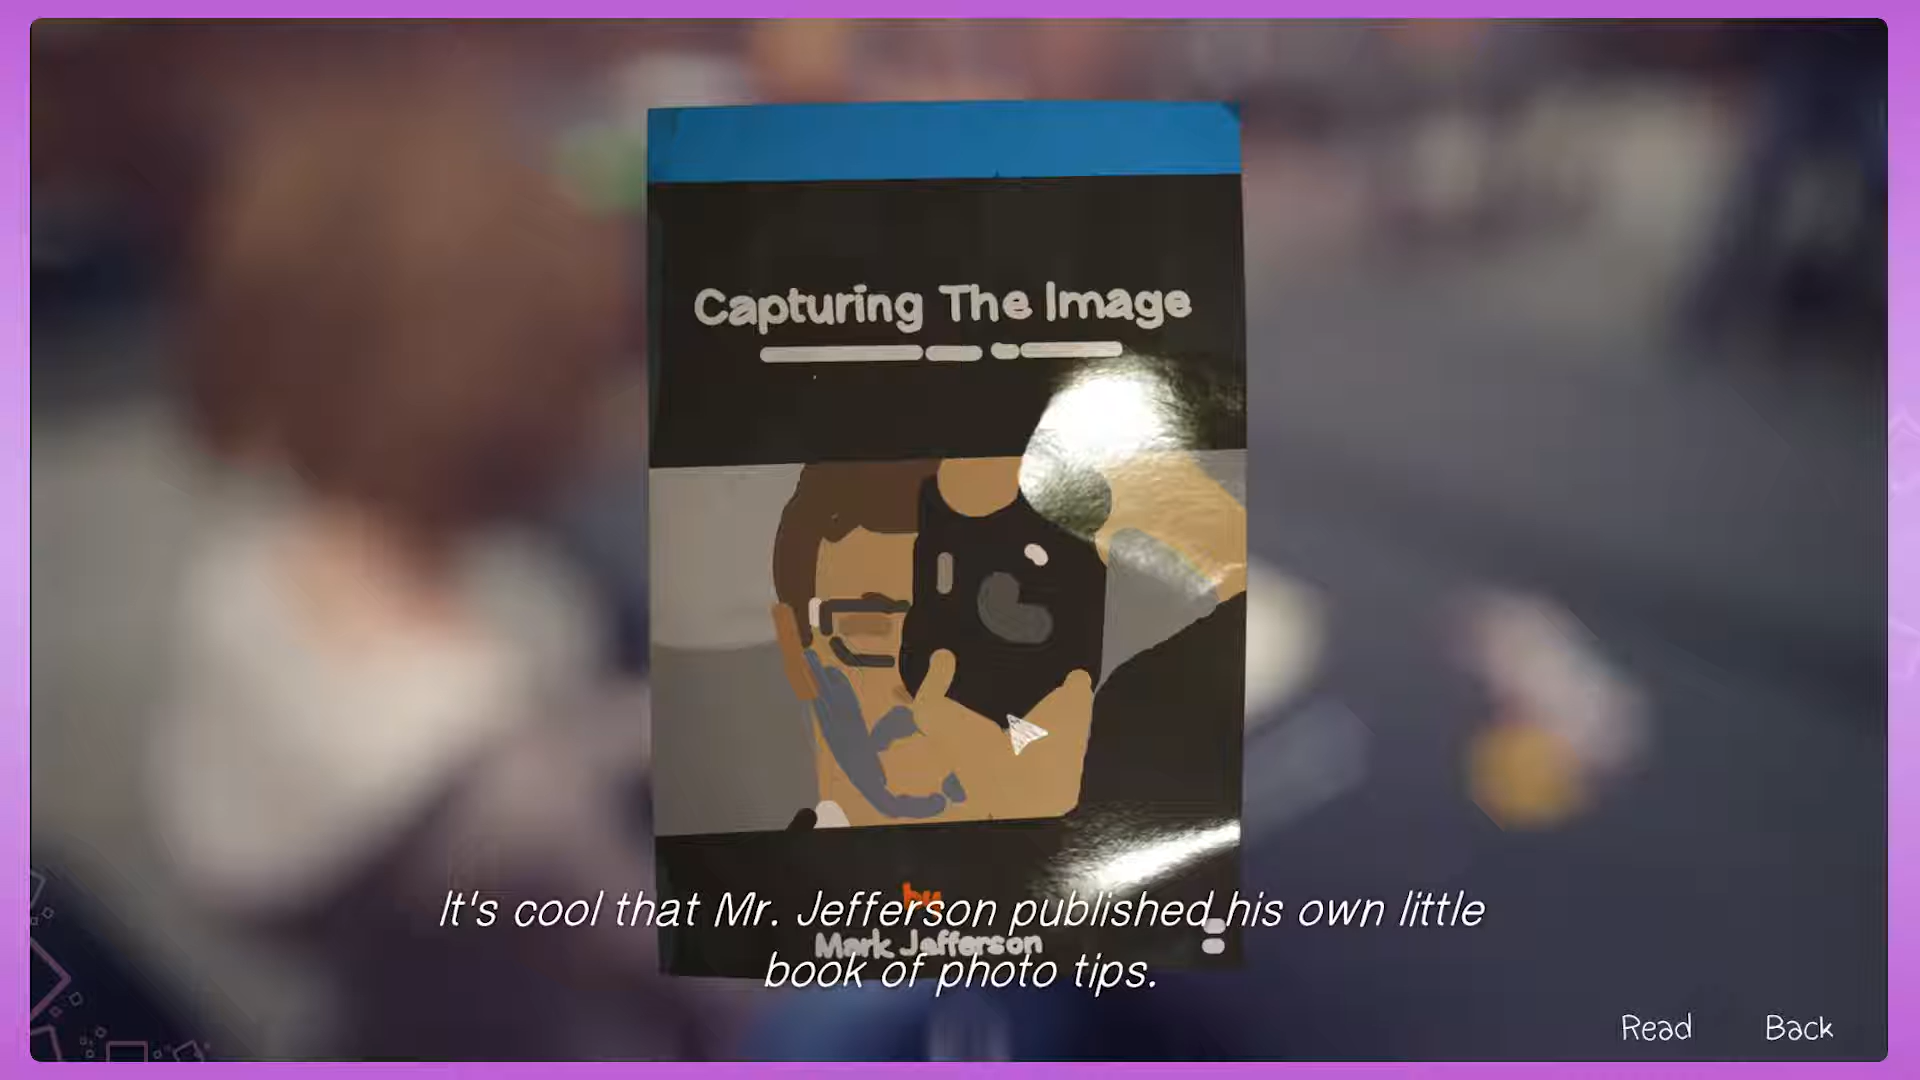 Capturing The Image
by
Mark Jefferson
It's cool that Mr. Jefferson published his own little
book of photo tips.
Read
Back